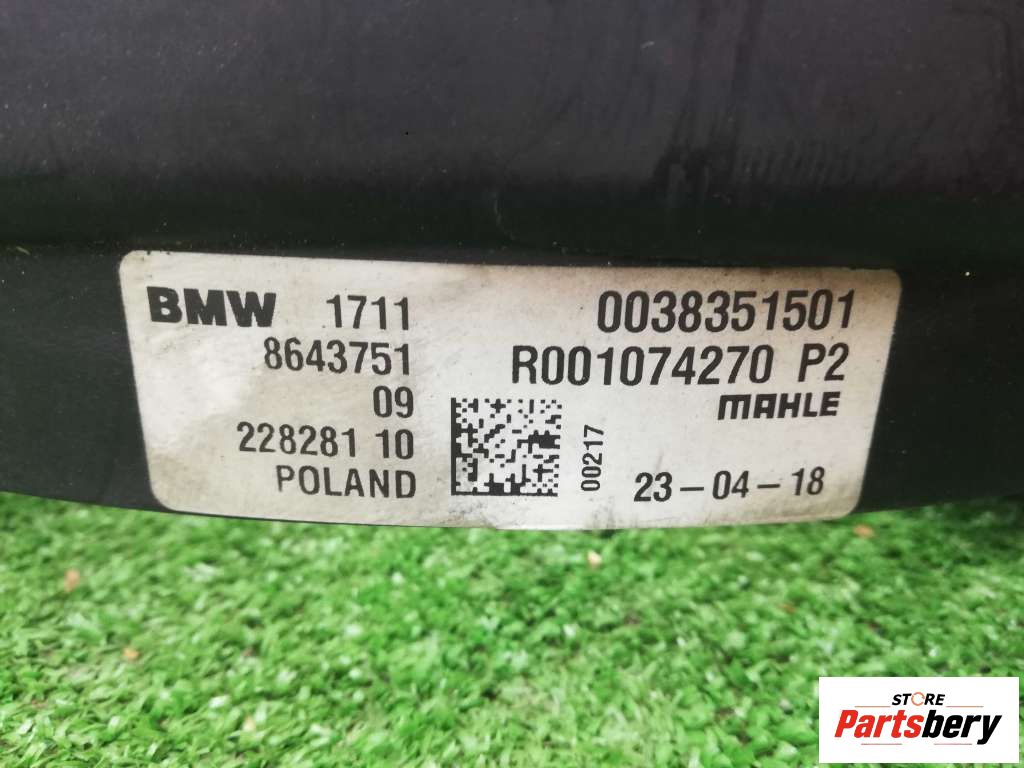 BMW 1711 0038351501
8643751 R001074270 P2
09 MAHLE
228281 10 00217
POLAND 23-04-18
STORE
Partsbery